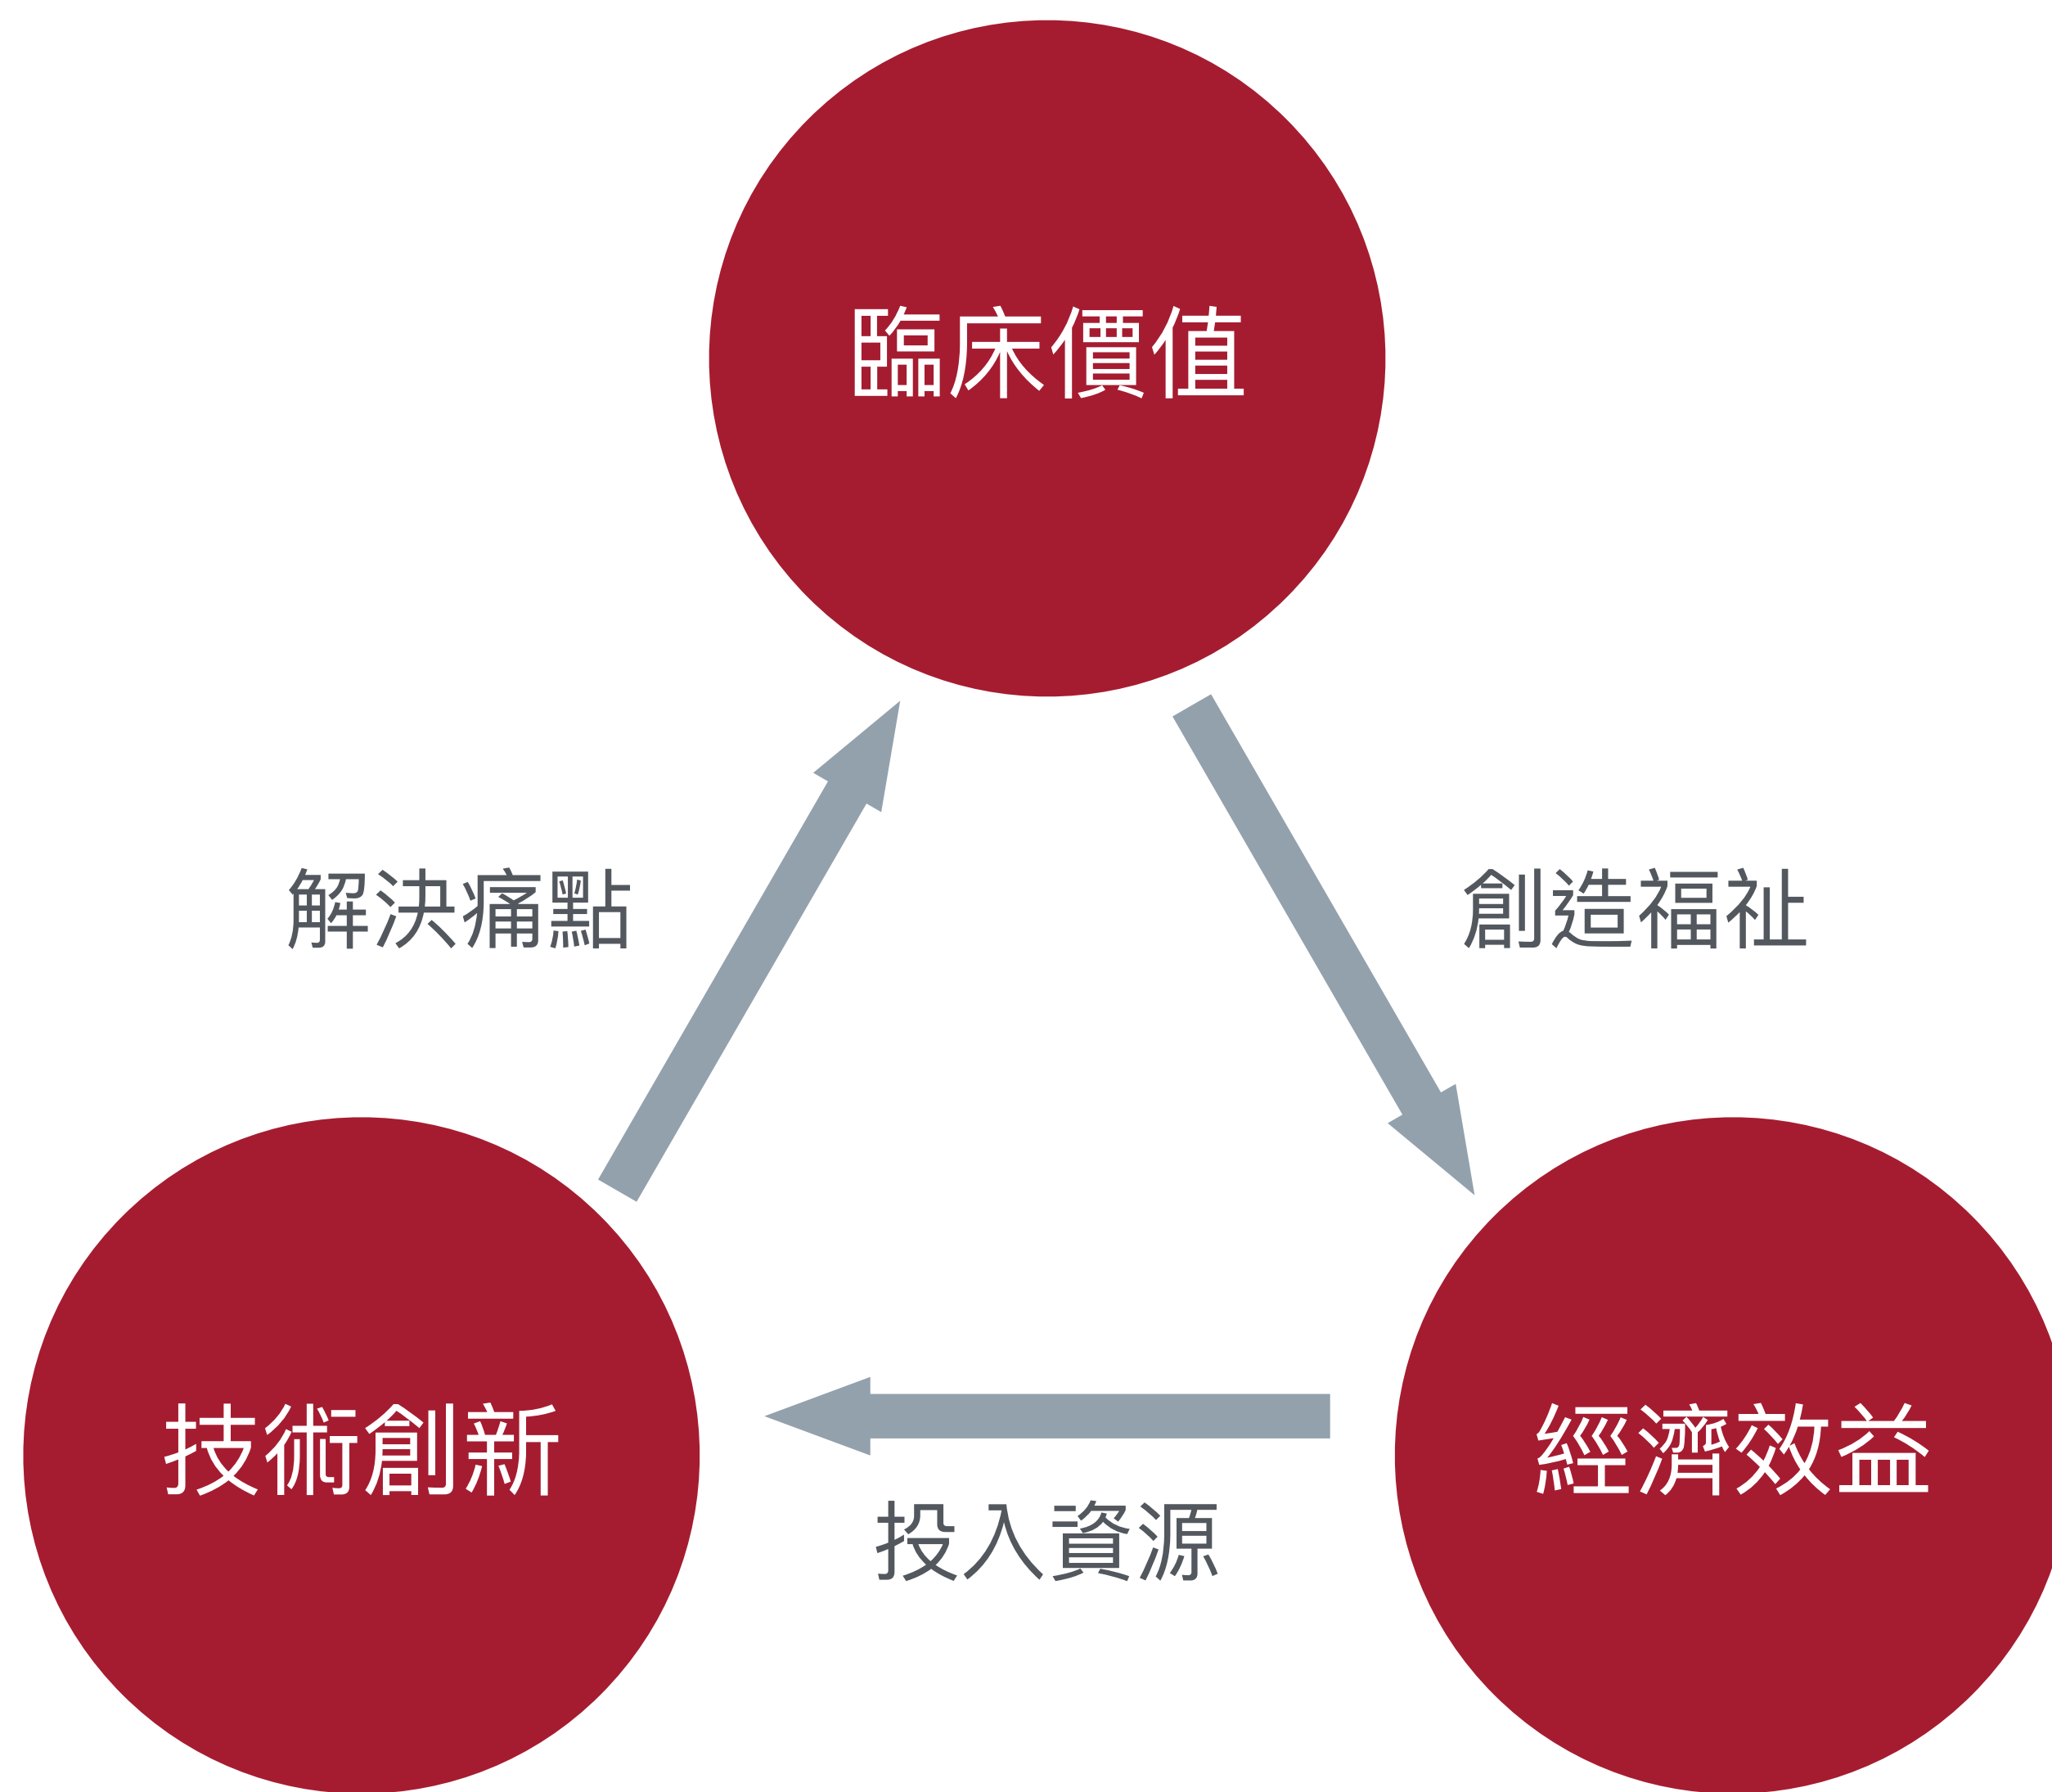 臨床價值
解決痛點
創造福祉
技術創新
經濟效益
投入資源